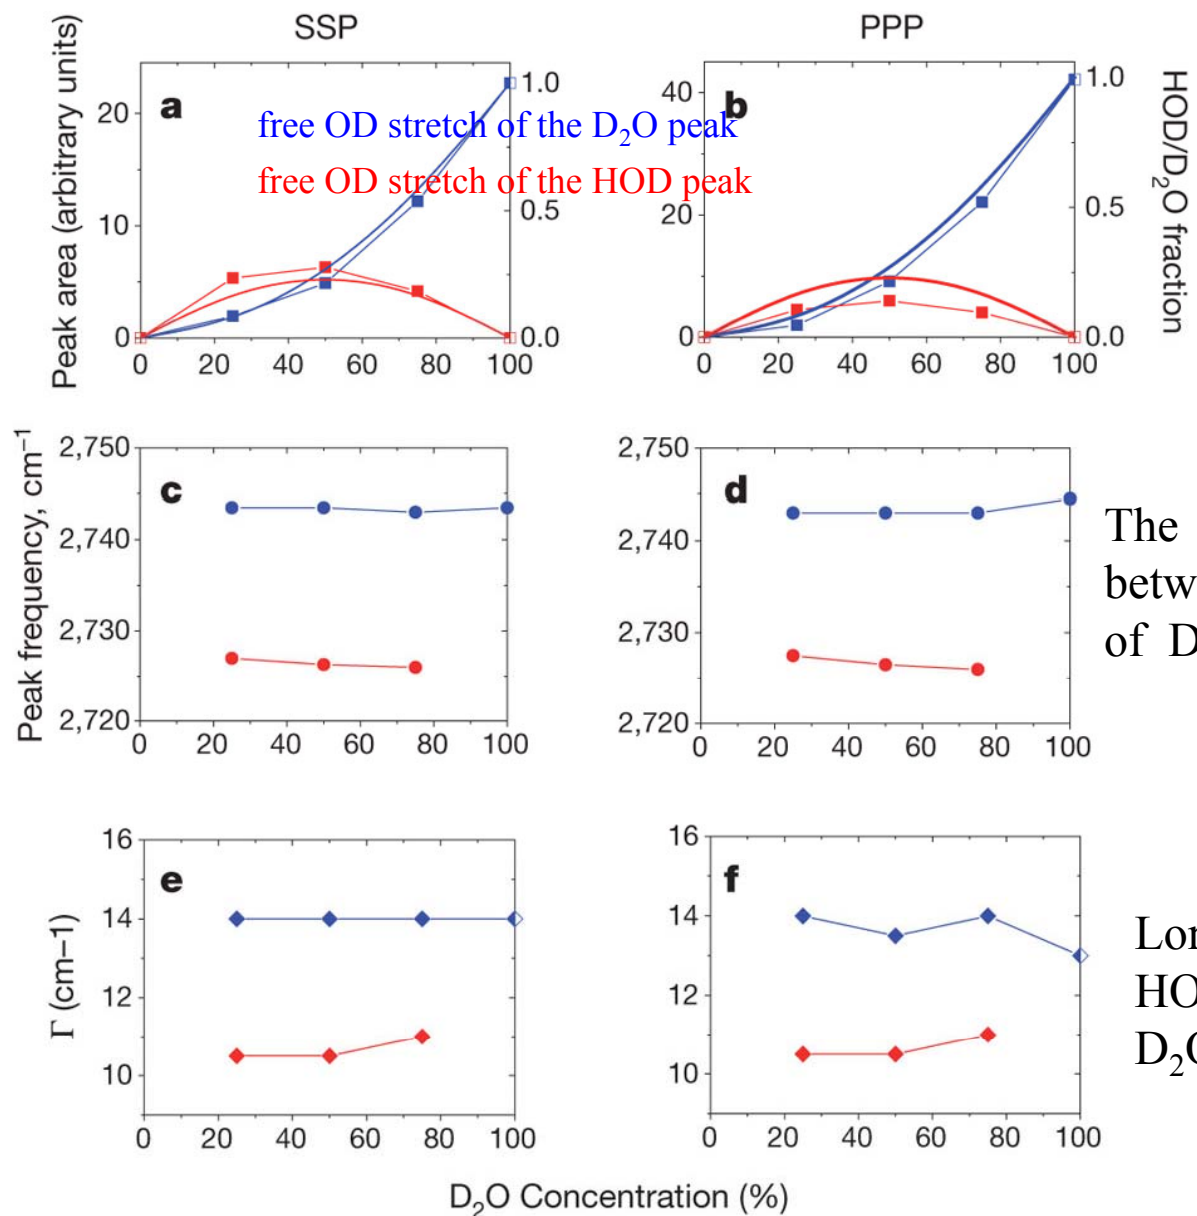 SSP
PPP
a
b
free OD stretch of the D₂O peak
free OD stretch of the HOD peak
Peak area (arbitrary units)
20
10
0
1.0
0.5
0.0
0 20 40 60 80 100
40
20
0
1.0
0.5
0.0
0 20 40 60 80 100
HOD/D₂O fraction
c
d
Peak frequency, cm⁻¹
2,750
2,740
2,730
2,720
0 20 40 60 80 100
2,750
2,740
2,730
2,720
0 20 40 60 80 100
The
betw
of D
e
f
Γ (cm–1)
16
14
12
10
0 20 40 60 80 100
16
14
12
10
0 20 40 60 80 100
Lor
HO
D₂O
D₂O Concentration (%)